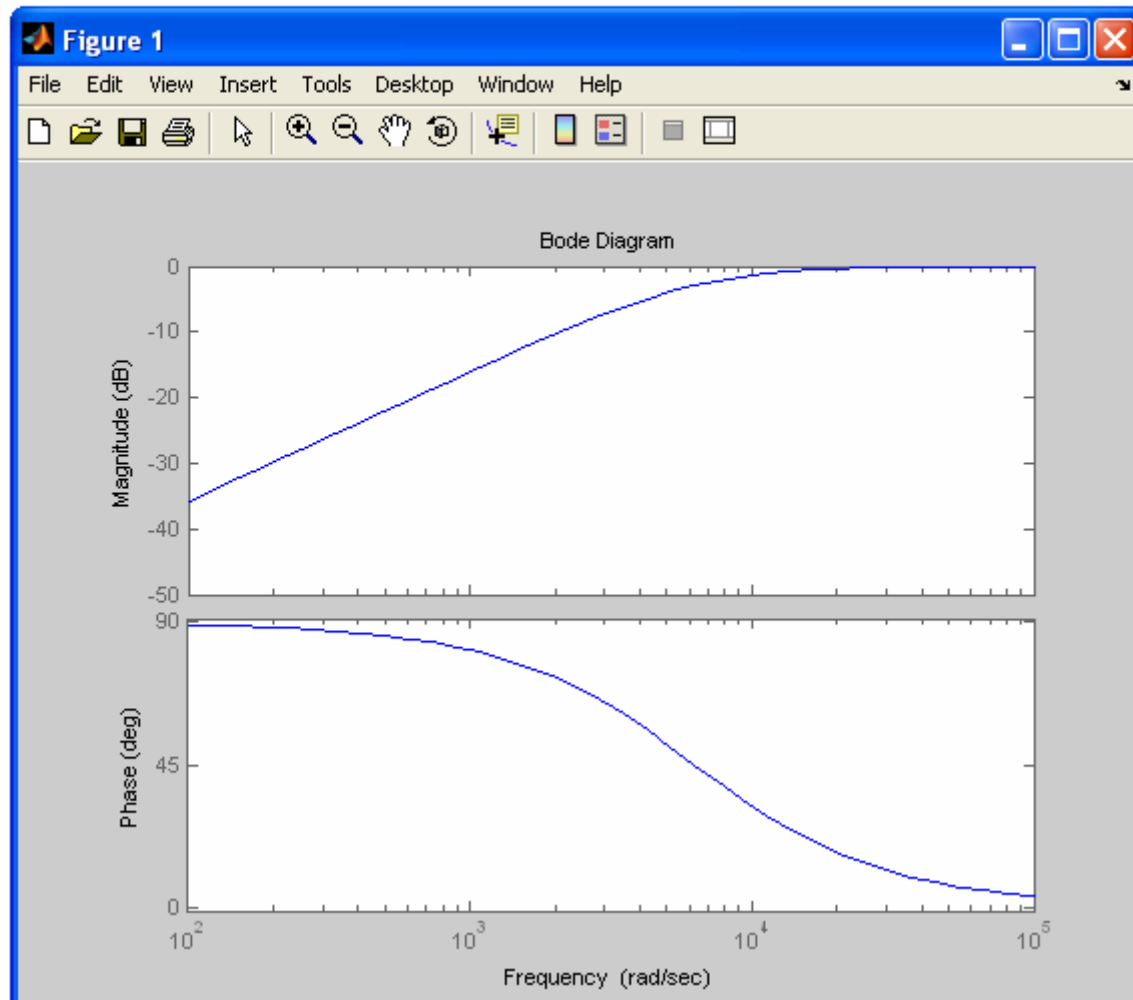 Figure 1
File Edit View Insert Tools Desktop Window Help
Bode Diagram
Magnitude (dB)
0
-10
-20
-30
-40
-50
Phase (deg)
90
45
0
10^2 10^3 10^4 10^5
Frequency (rad/sec)